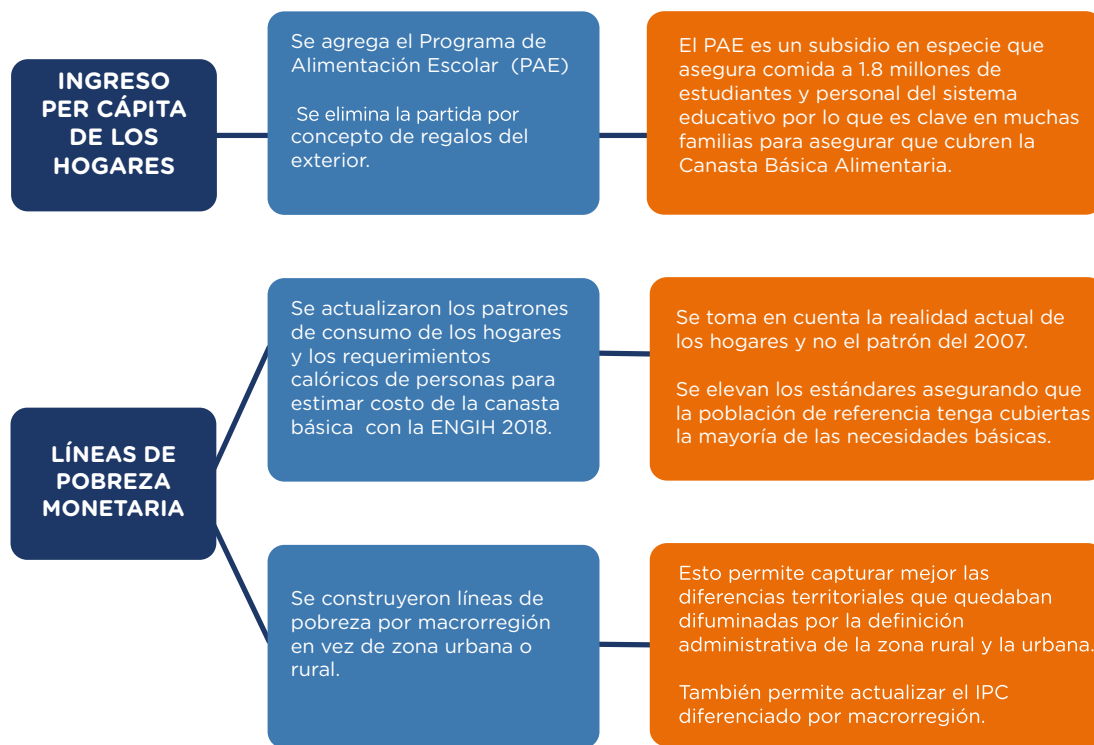 INGRESO
PER CÁPITA
DE LOS
HOGARES
Se agrega el Programa de
Alimentación Escolar (PAE)
Se elimina la partida por
concepto de regalos del
exterior.
El PAE es un subsidio en especie que
asegura comida a 1.8 millones de
estudiantes y personal del sistema
educativo por lo que es clave en muchas
familias para asegurar que cubren la
Canasta Básica Alimentaria.
LÍNEAS DE
POBREZA
MONETARIA
Se actualizaron los patrones
de consumo de los hogares
y los requerimientos
calóricos de personas para
estimar costo de la canasta
básica con la ENGIH 2018.
Se toma en cuenta la realidad actual de
los hogares y no el patrón del 2007.
Se elevan los estándares asegurando que
la población de referencia tenga cubiertas
la mayoría de las necesidades básicas.
Se construyeron líneas de
pobreza por macrorregión
en vez de zona urbana o
rural.
Esto permite capturar mejor las
diferencias territoriales que quedaban
difuminadas por la definición
administrativa de la zona rural y la urbana.
También permite actualizar el IPC
diferenciado por macrorregión.